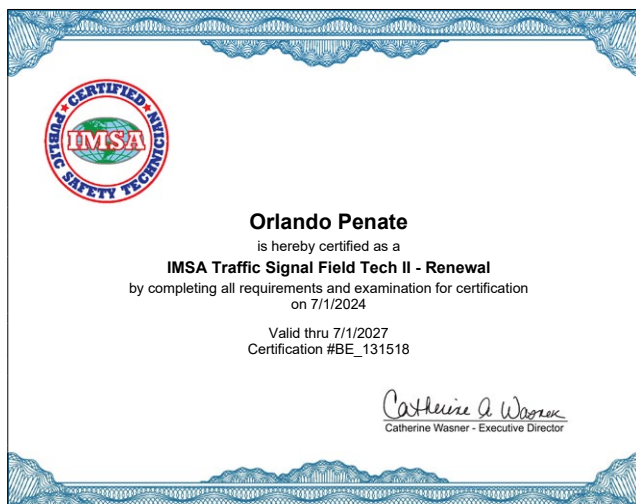 CERTIFIED
IMSA
PUBLIC SAFETY TECHNICIAN
Orlando Penate
is hereby certified as a
IMSA Traffic Signal Field Tech II - Renewal
by completing all requirements and examination for certification
on 7/1/2024
Valid thru 7/1/2027
Certification #BE_131518
Catherine A Wasner
Catherine Wasner - Executive Director